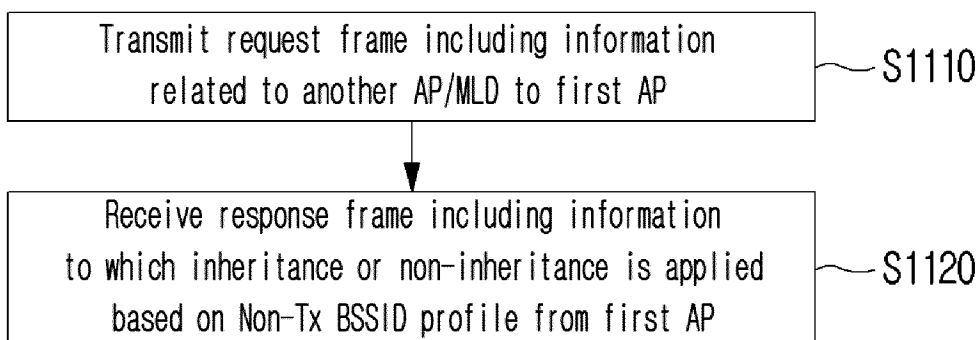 Transmit request frame including information
related to another AP/MLD to first AP
S1110
Receive response frame including information
to which inheritance or non-inheritance is applied
based on Non-Tx BSSID profile from first AP
S1120